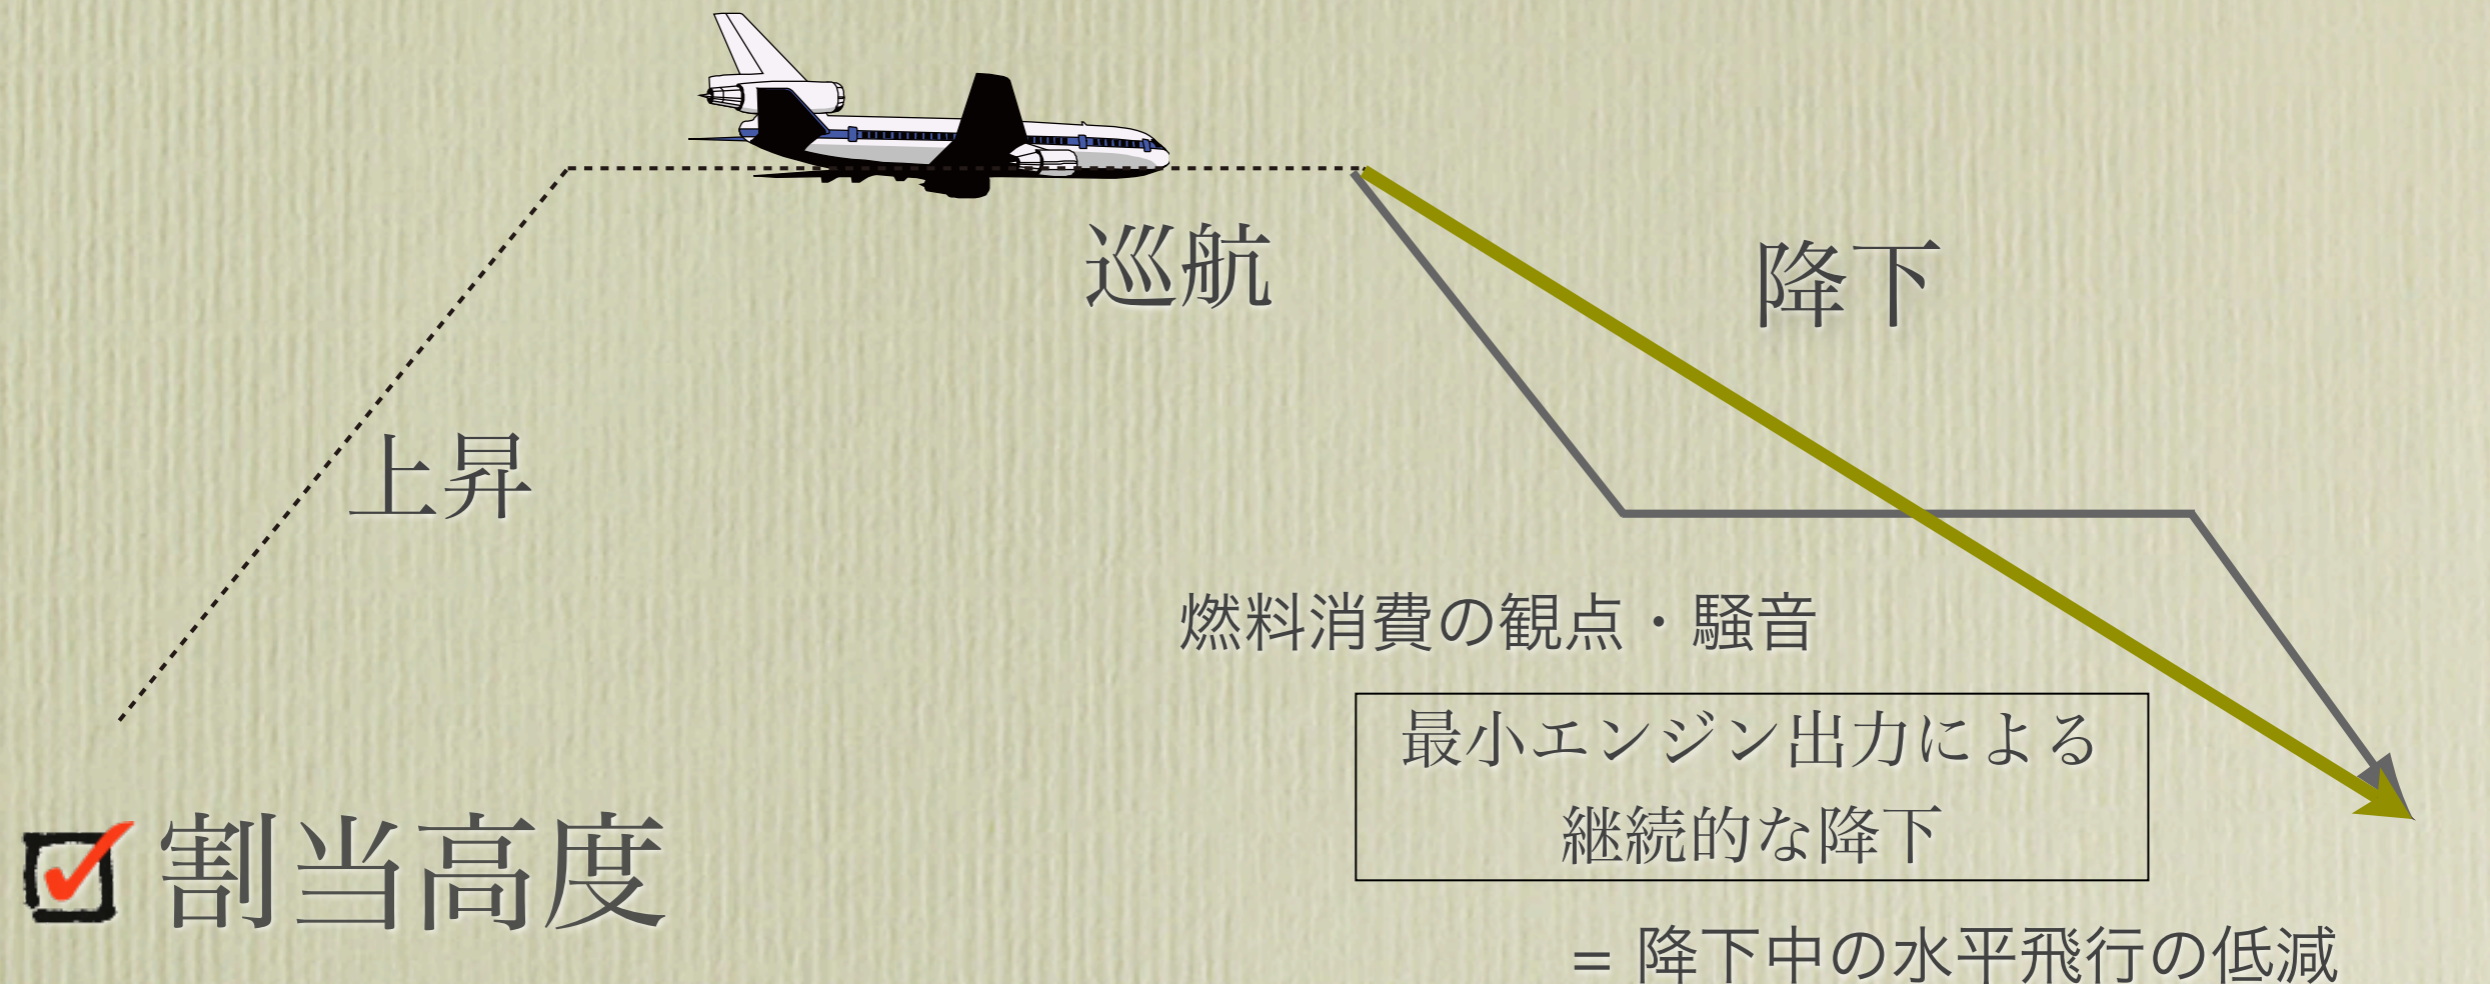 巡航
降下
上昇
燃料消費の観点・騒音
最小エンジン出力による
継続的な降下
割当高度
= 降下中の水平飛行の低減